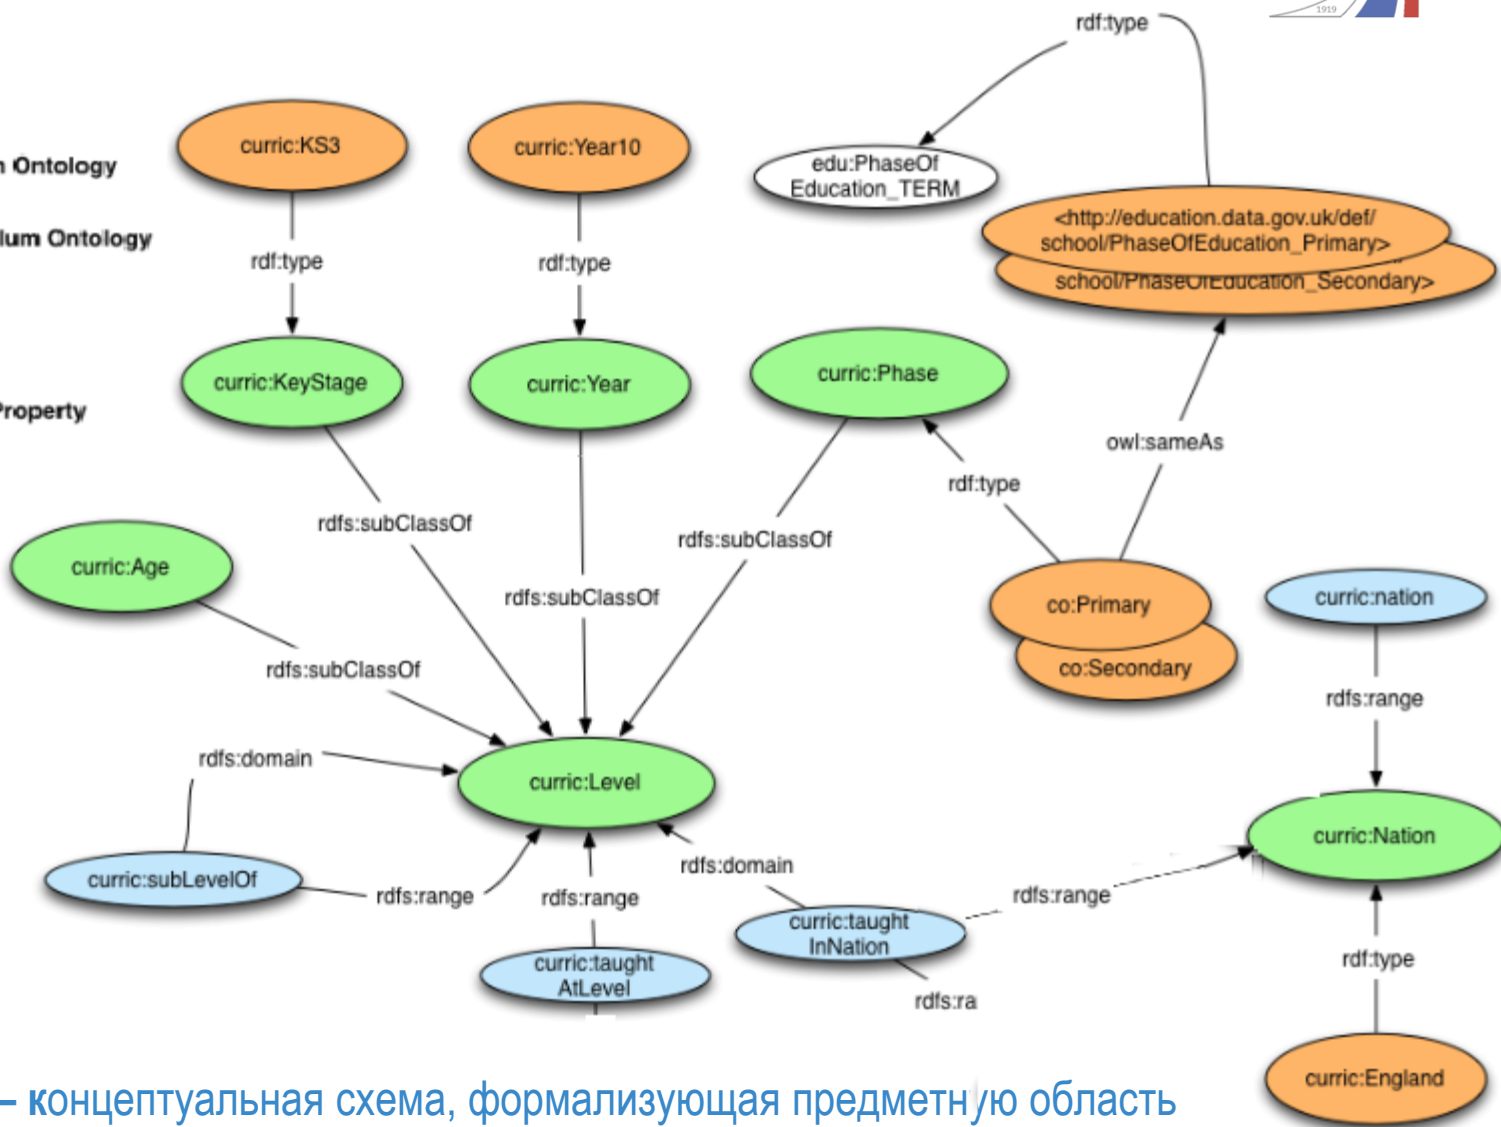 1919
rdf:type
curric:KS3
curric:Year10
Ontology
edu:PhaseOf
Education_TERM
<http://education.data.gov.uk/def/
school/PhaseOfEducation_Primary>
school/PhaseOfEducation_Secondary>
lum Ontology
rdf:type
rdf:type
curric:KeyStage
curric:Year
curric:Phase
Property
owl:sameAs
rdf:type
rdfs:subClassOf
rdfs:subClassOf
curric:Age
rdfs:subClassOf
co:Primary
curric:nation
co:Secondary
rdfs:subClassOf
rdfs:range
rdfs:domain
curric:Level
curric:Nation
rdfs:domain
curric:subLevelOf
rdfs:range
rdfs:range
rdfs:range
curric:taught
InNation
curric:taught
AtLevel
rdf:type
rdfs:ra
curric:England
– концептуальная схема, формализующая предметную область